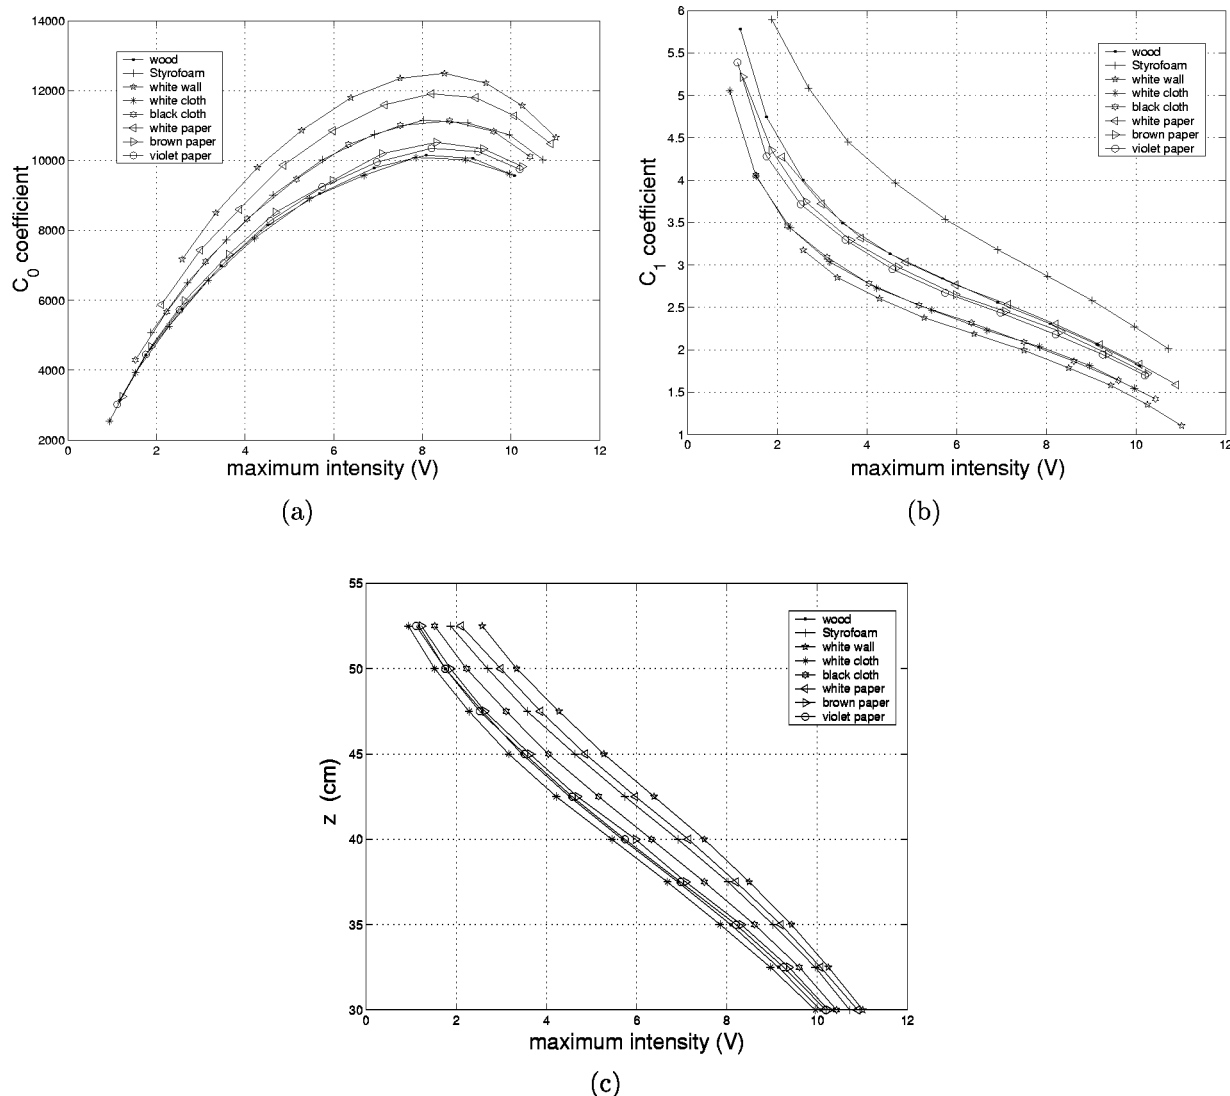 14000
12000
10000
8000
6000
4000
2000
0 2 4 6 8 10 12
C0 coefficient
maximum intensity (V)
wood
Styrofoam
white wall
white cloth
black cloth
white paper
brown paper
violet paper
(a)
6
5.5
5
4.5
4
3.5
3
2.5
2
1.5
1
0 2 4 6 8 10 12
C1 coefficient
maximum intensity (V)
wood
Styrofoam
white wall
white cloth
black cloth
white paper
brown paper
violet paper
(b)
55
50
45
40
35
30
0 2 4 6 8 10 12
z (cm)
maximum intensity (V)
wood
Styrofoam
white wall
white cloth
black cloth
white paper
brown paper
violet paper
(c)